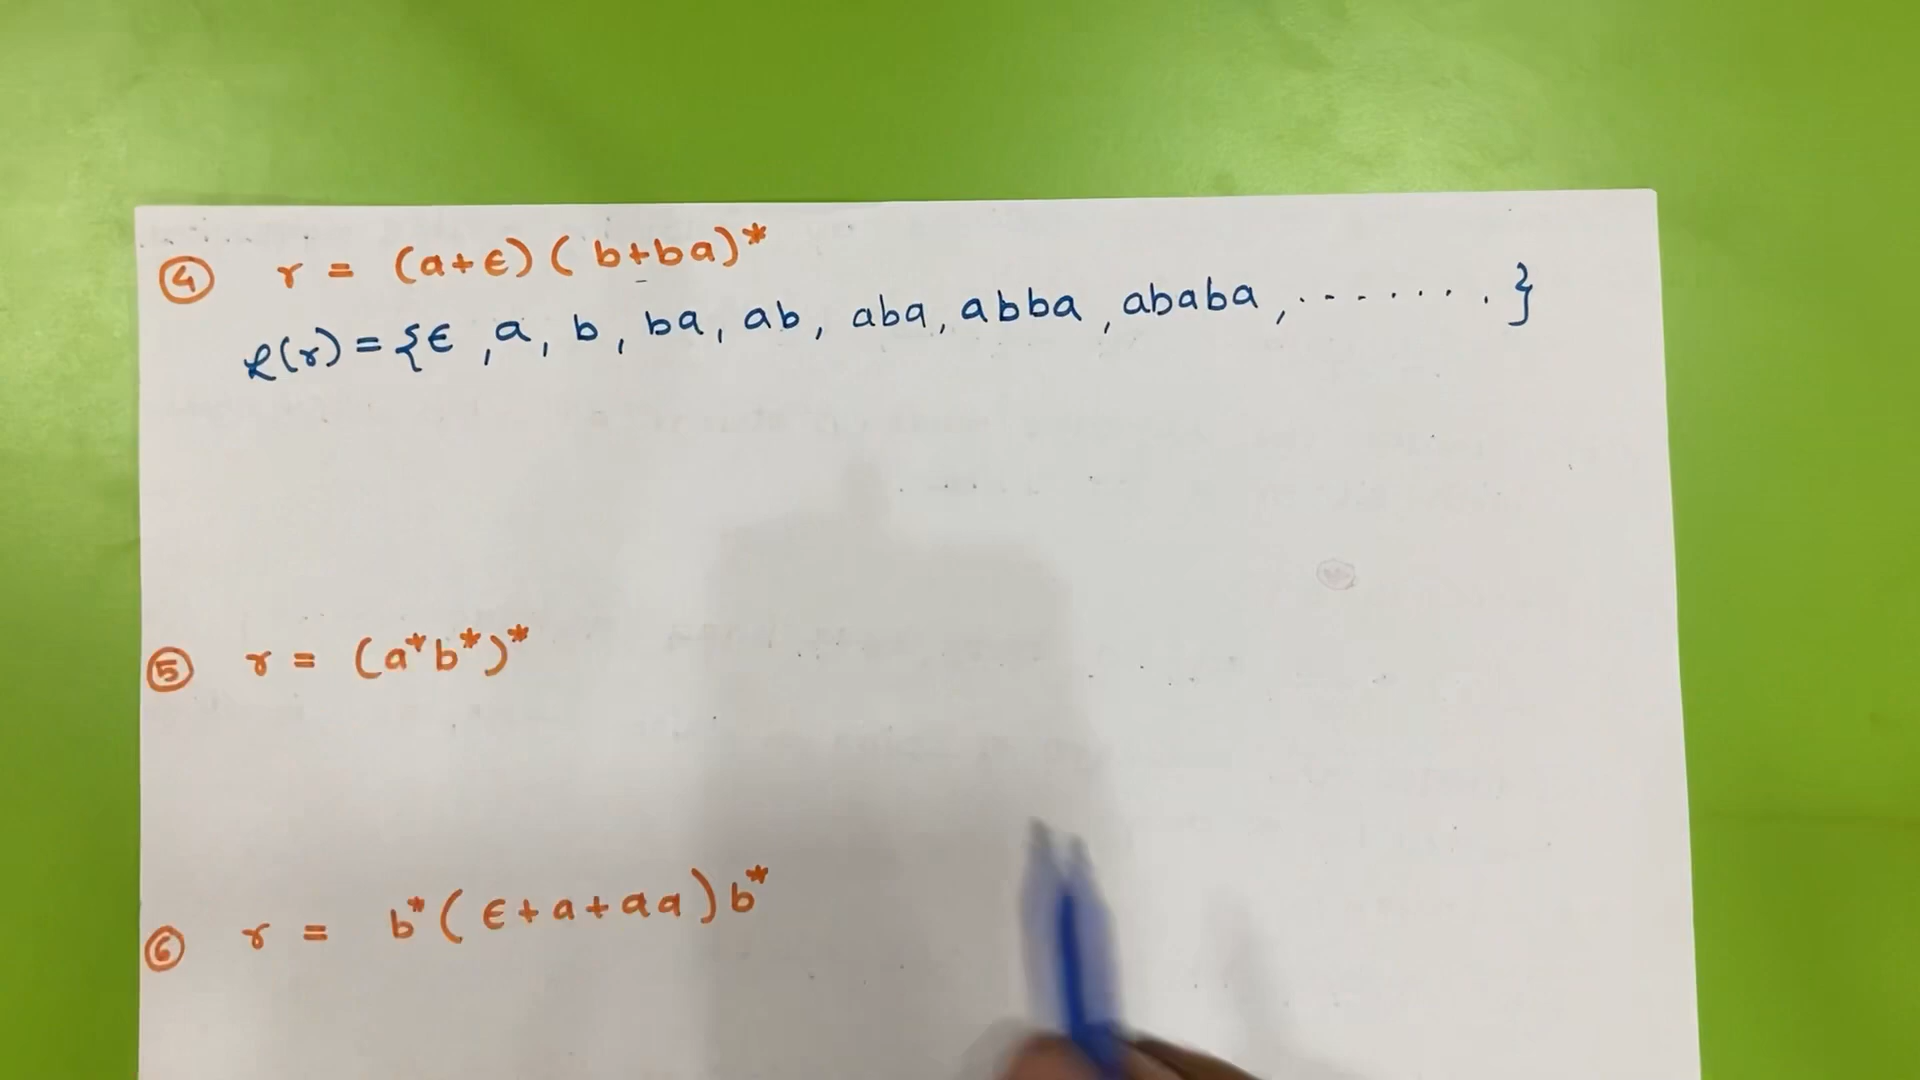 ④ r = (a+ϵ)(b+ba)*
L(r) = {ϵ, a, b, ba, ab, aba, abba, ababa, ........}
⑤ r = (a*b*)*
⑥ r = b*(ϵ+a+aa)b*